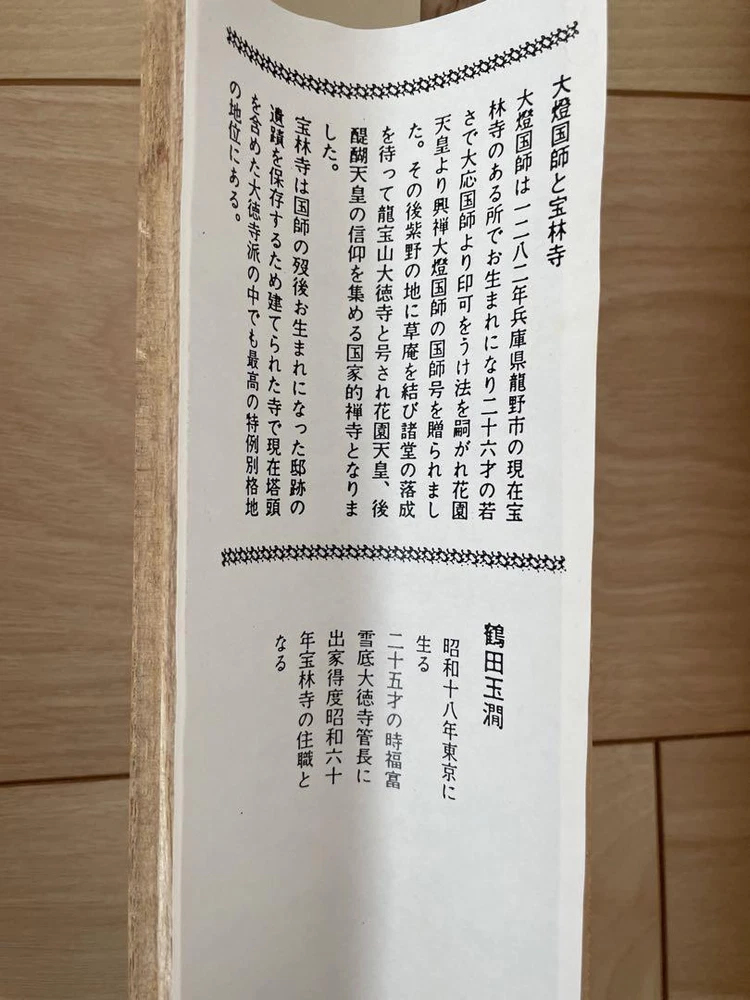 大燈国師と宝林寺
大燈国師は一二八二年兵庫県龍野市の現在宝
林寺のある所でお生まれになり二十六才の若
さで大応国師より印可をうけ法を嗣がれ花園
天皇より興禅大燈国師の国師号を贈られまし
た。その後紫野の地に草庵を結び諸堂の落成
を待って龍宝山大徳寺と号され花園天皇、後
醍醐天皇の信仰を集める国家的禅寺となりま
した。
宝林寺は国師の歿後お生まれになった邸跡の
遺蹟を保存するため建てられた寺で現在塔頭
を含めた大徳寺派の中でも最高の特例別格地
の地位にある。
鶴田玉澗
昭和十八年東京に
生る
二十五才の時福富
雪底大徳寺管長に
出家得度昭和六十
年宝林寺の住職と
なる